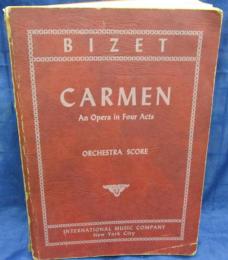 BIZET
CARMEN
An Opera in Four Acts
ORCHESTRA SCORE
INTERNATIONAL MUSIC COMPANY
New York City